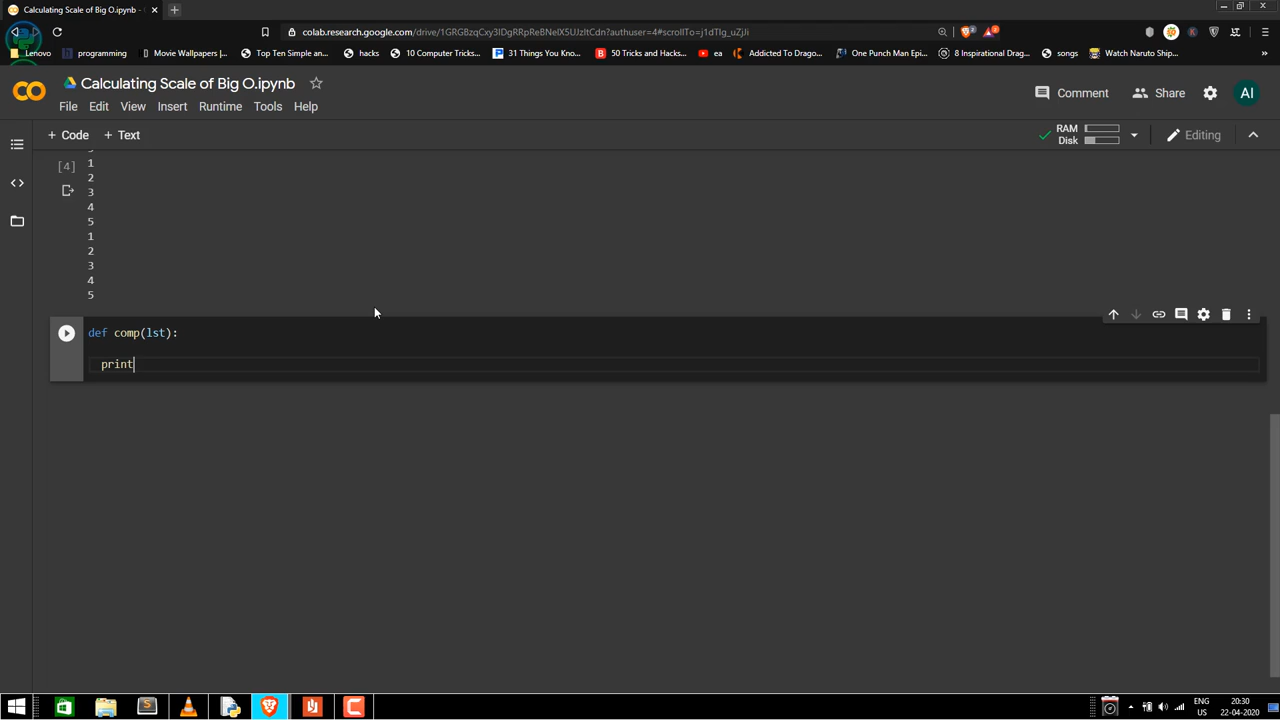 Calculating Scale of Big O.ipynb -
colab.research.google.com/drive/1GRGBzqCxy3IDgRRpReBNeIX5UJzltCdn?authuser=4#scrollTo=j1dTIg_uZjJi
Lenovo programming Movie Wallpapers |... Top Ten Simple an... hacks 10 Computer Tricks... 31 Things You Kno... 50 Tricks and Hacks... ea Addicted To Drago... One Punch Man Epi... 8 Inspirational Drag... songs Watch Naruto Ship...
Calculating Scale of Big O.ipynb
File Edit View Insert Runtime Tools Help
Comment Share AI
+ Code + Text
RAM
Disk
Editing
[4]
1
2
3
4
5
1
2
3
4
5
def comp(lst):
print
ENG
US
20:30
22-04-2020